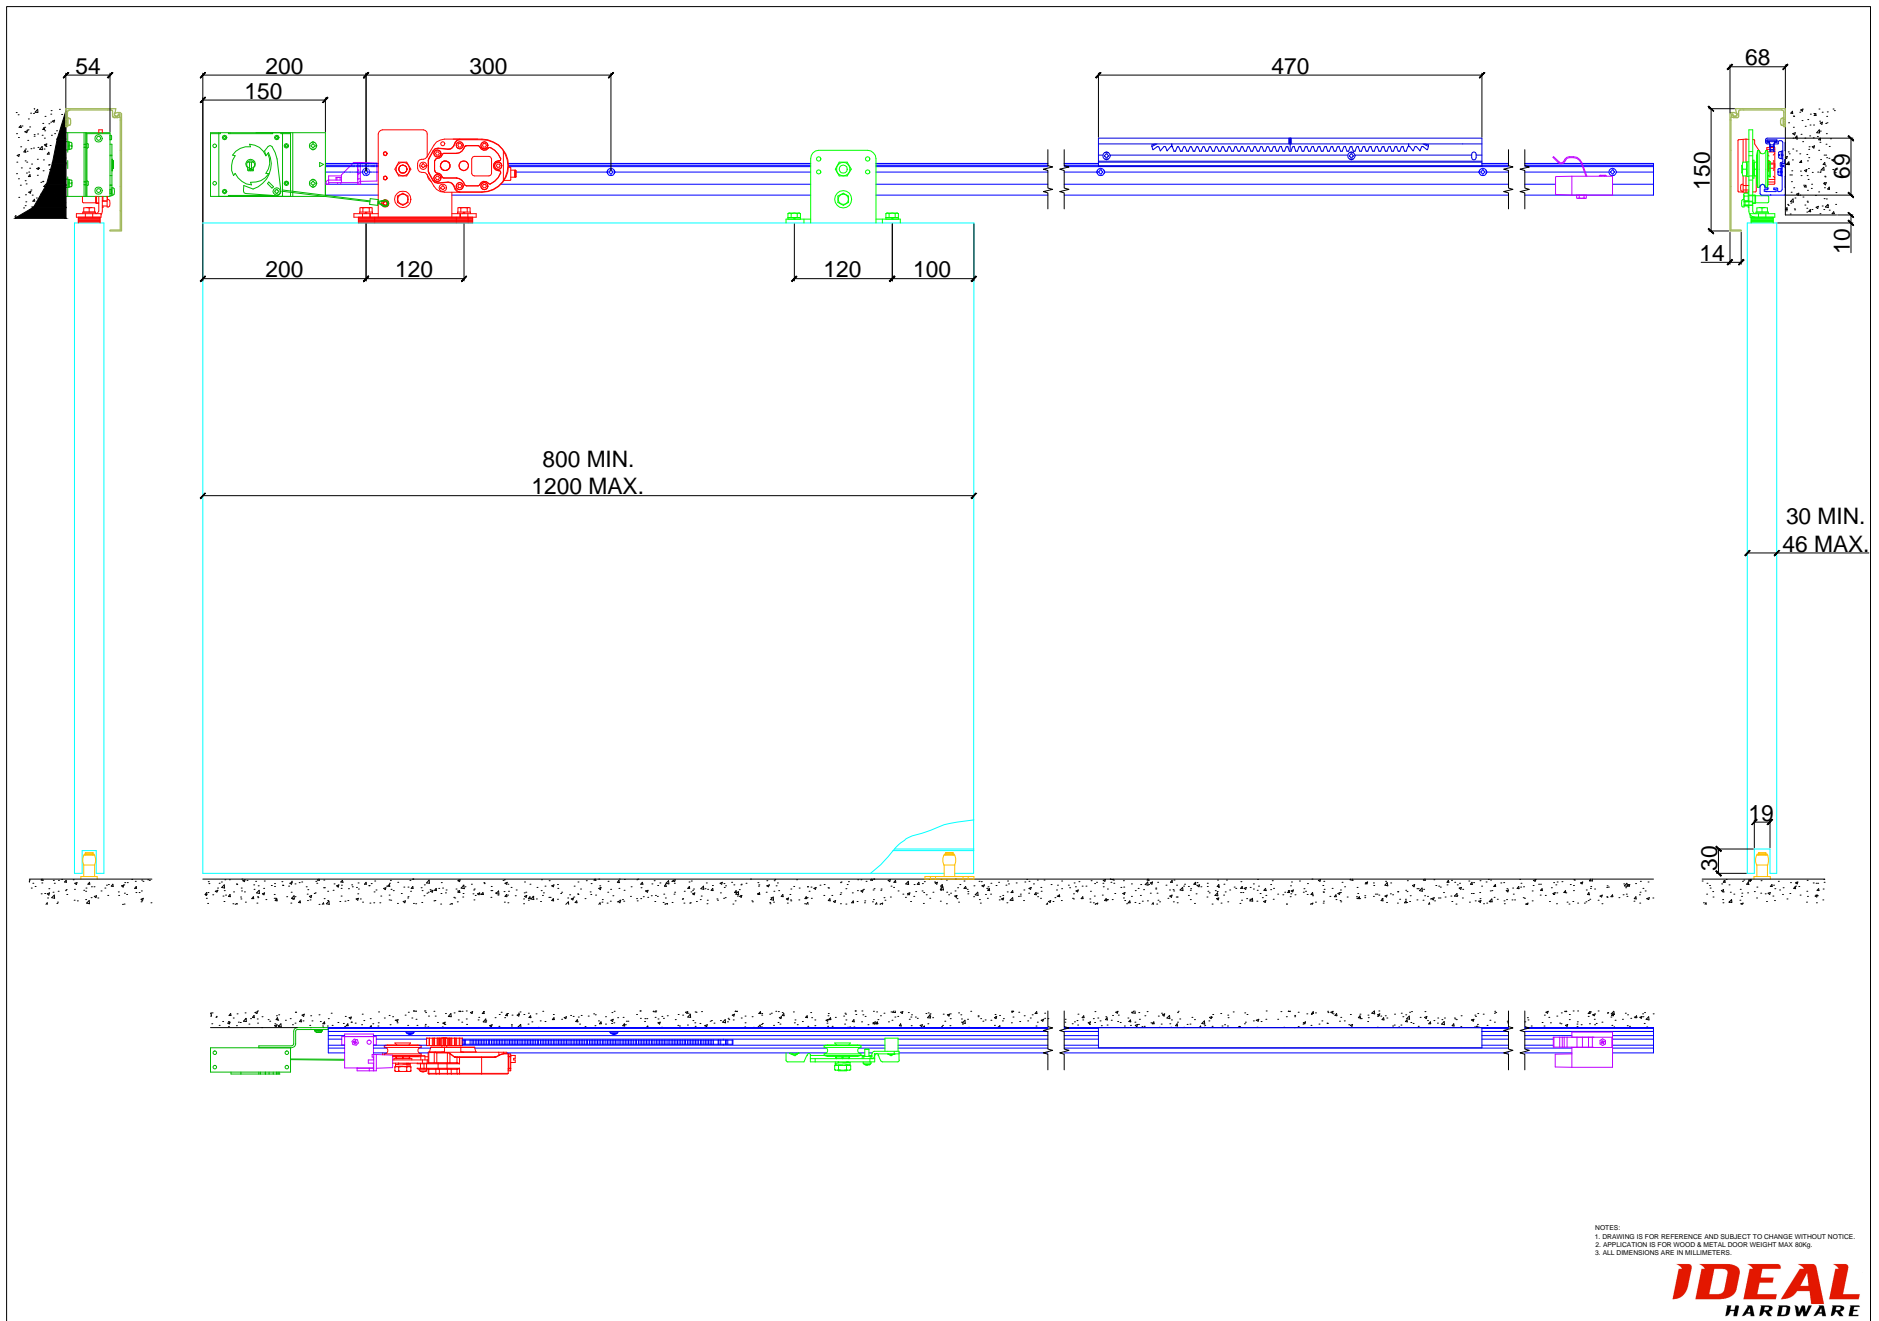 54
200
300
470
68
150
150
69
10
14
200
120
120
100
800 MIN.
1200 MAX.
30 MIN.
46 MAX.
19
30
NOTES:
1. DRAWING IS FOR REFERENCE AND SUBJECT TO CHANGE WITHOUT NOTICE.
2. APPLICATION IS FOR WOOD & METAL DOOR WEIGHT MAX 80Kg.
3. ALL DIMENSIONS ARE IN MILLIMETERS.
IDEAL
HARDWARE